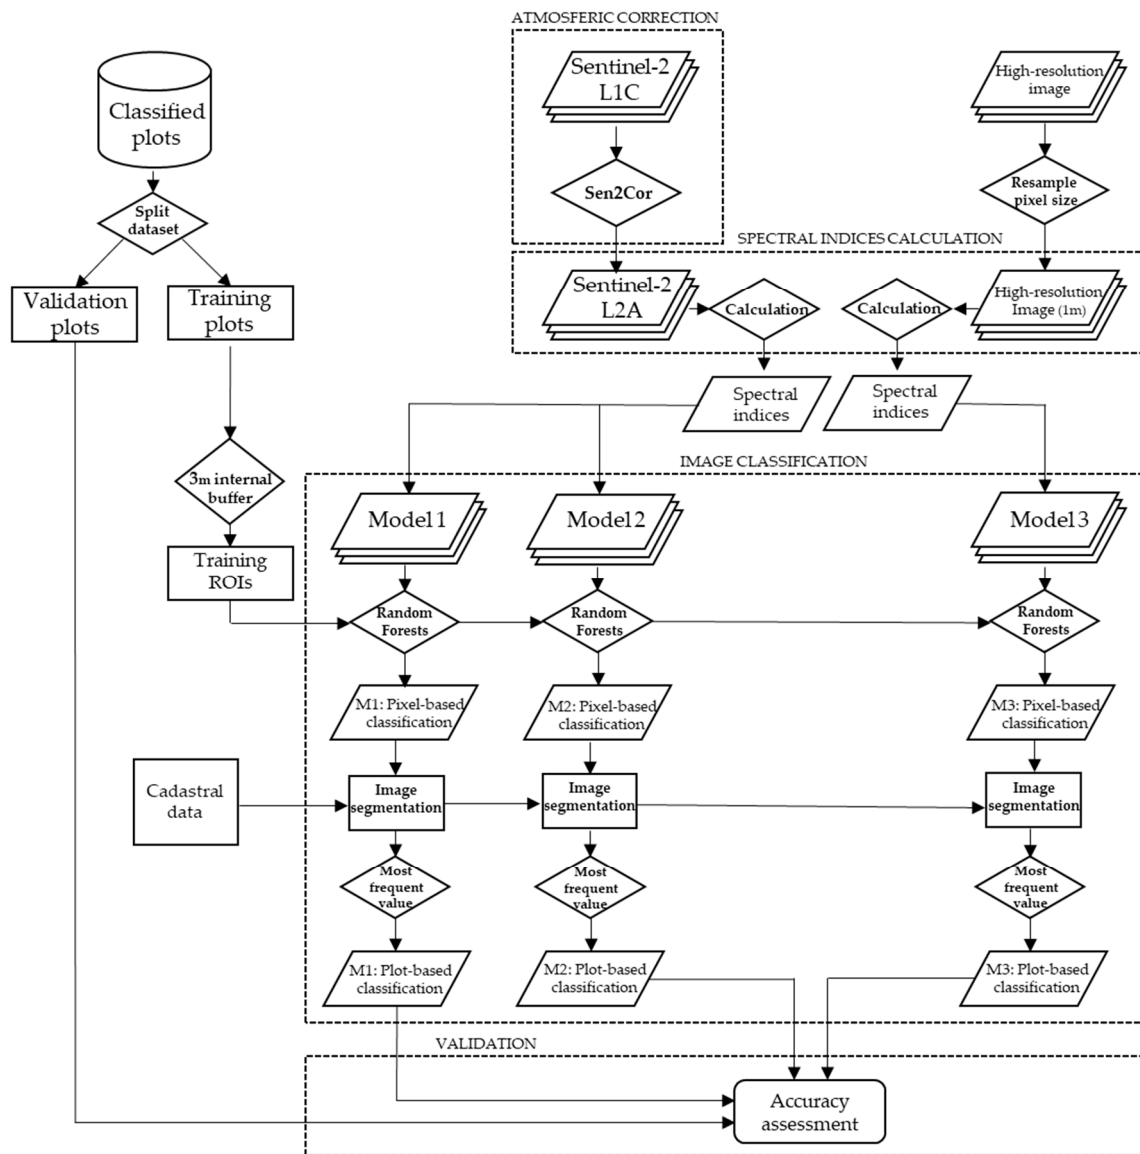 ATMOSFERIC CORRECTION
Sentinel-2
L1C
High-resolution
image
Classified
plots
Sen2Cor
Resample
pixel size
Split
dataset
SPECTRAL INDICES CALCULATION
Validation
plots
Training
plots
Sentinel-2
L2A
Calculation
Calculation
High-resolution
Image (1m)
Spectral
indices
Spectral
indices
3m internal
buffer
IMAGE CLASSIFICATION
Model 1
Model 2
Model 3
Training
ROIs
Random
Forests
Random
Forests
Random
Forests
M1: Pixel-based
classification
M2: Pixel-based
classification
M3: Pixel-based
classification
Cadastral
data
Image
segmentation
Image
segmentation
Image
segmentation
Most
frequent
value
Most
frequent
value
Most
frequent
value
M1: Plot-based
classification
M2: Plot-based
classification
M3: Plot-based
classification
VALIDATION
Accuracy
assessment